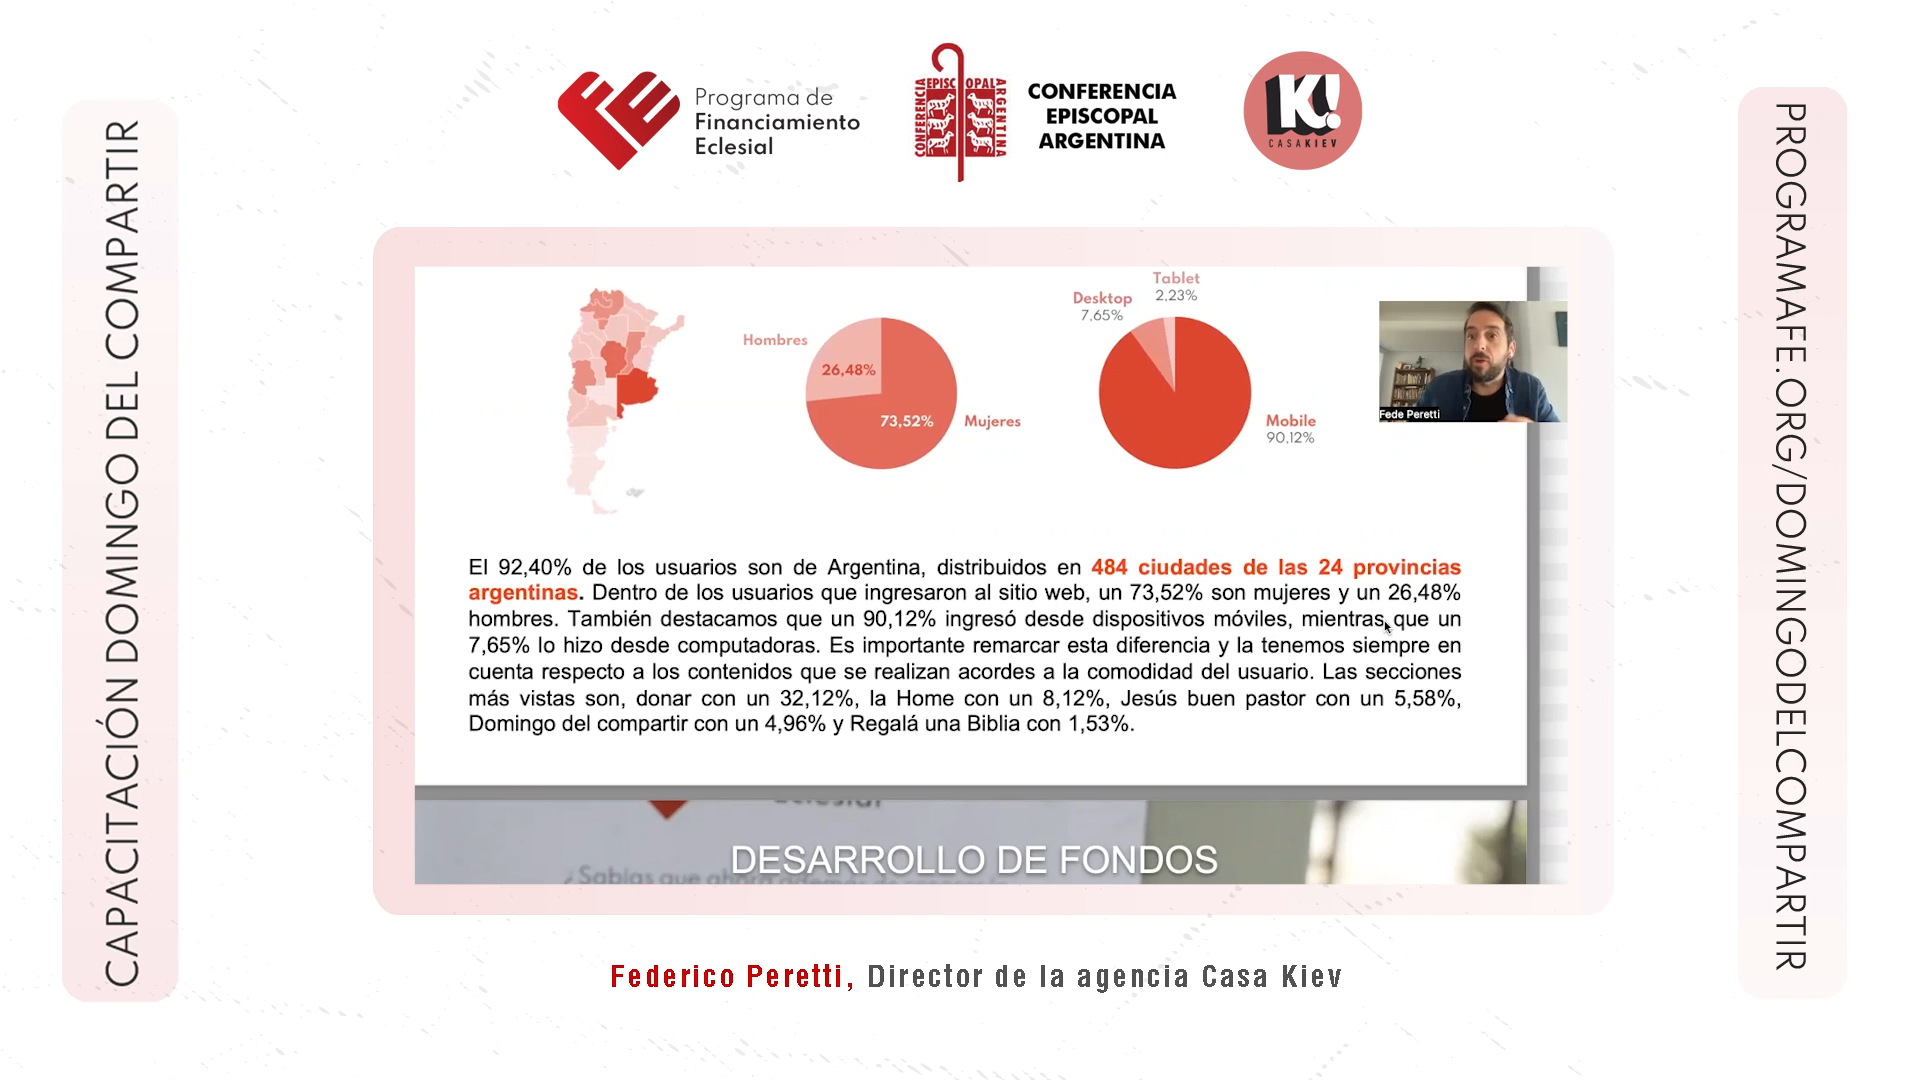 CAPACITACIÓN DOMINGO DEL COMPARTIR
Programa de
Financiamiento
Eclesial
CONFERENCIA
EPISCOPAL
ARGENTINA
CONFERENCIA
EPISCOPAL
ARGENTINA
K!
CASAKIEV
PROGRAMAFE.ORG/DOMINGODELCOMPARTIR
Hombres
26,48%
73,52%
Mujeres
Tablet
2,23%
Desktop
7,65%
Mobile
90,12%
Fede Peretti
El 92,40% de los usuarios son de Argentina, distribuidos en 484 ciudades de las 24 provincias
argentinas. Dentro de los usuarios que ingresaron al sitio web, un 73,52% son mujeres y un 26,48%
hombres. También destacamos que un 90,12% ingresó desde dispositivos móviles, mientras que un
7,65% lo hizo desde computadoras. Es importante remarcar esta diferencia y la tenemos siempre en
cuenta respecto a los contenidos que se realizan acordes a la comodidad del usuario. Las secciones
más vistas son, donar con un 32,12%, la Home con un 8,12%, Jesús buen pastor con un 5,58%,
Domingo del compartir con un 4,96% y Regalá una Biblia con 1,53%.
Eclesial
DESARROLLO DE FONDOS
¿Sabías que ahora además de
Federico Peretti, Director de la agencia Casa Kiev